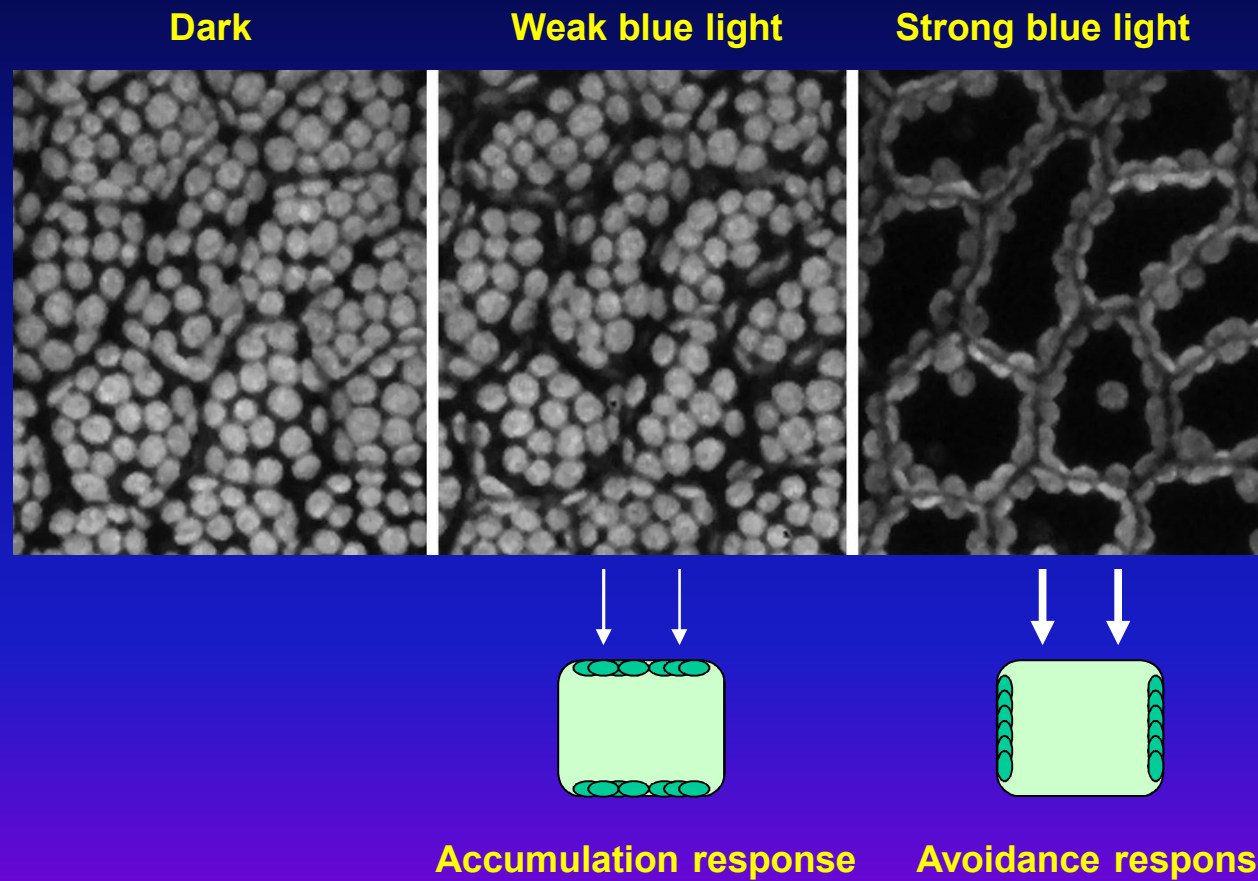 Dark
Weak blue light
Strong blue light
Accumulation response
Avoidance respons